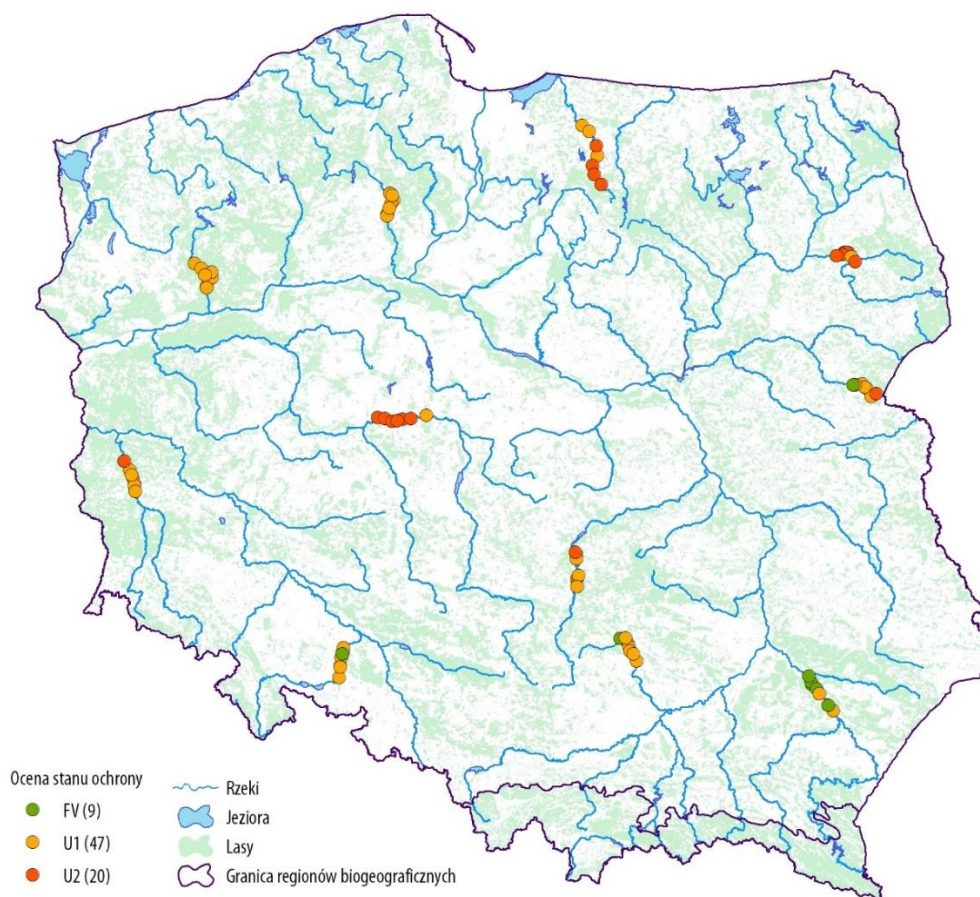 Ocena stanu ochrony
FV (9)
U1 (47)
U2 (20)
Rzeki
Jeziora
Lasy
Granica regionów biogeograficznych